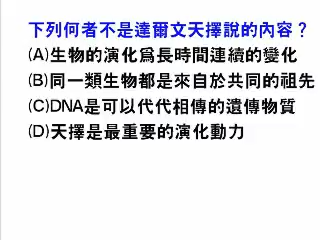 下列何者不是達爾文天擇說的內容？
(A)生物的演化爲長時間連續的變化
(B)同一類生物都是來自於共同的祖先
(C)DNA是可以代代相傳的遺傳物質
(D)天擇是最重要的演化動力